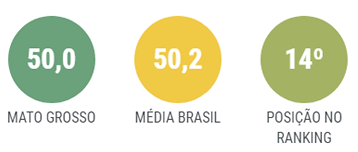 50,0
50,2
14º
MATO GROSSO
MÉDIA BRASIL
POSIÇÃO NO
RANKING